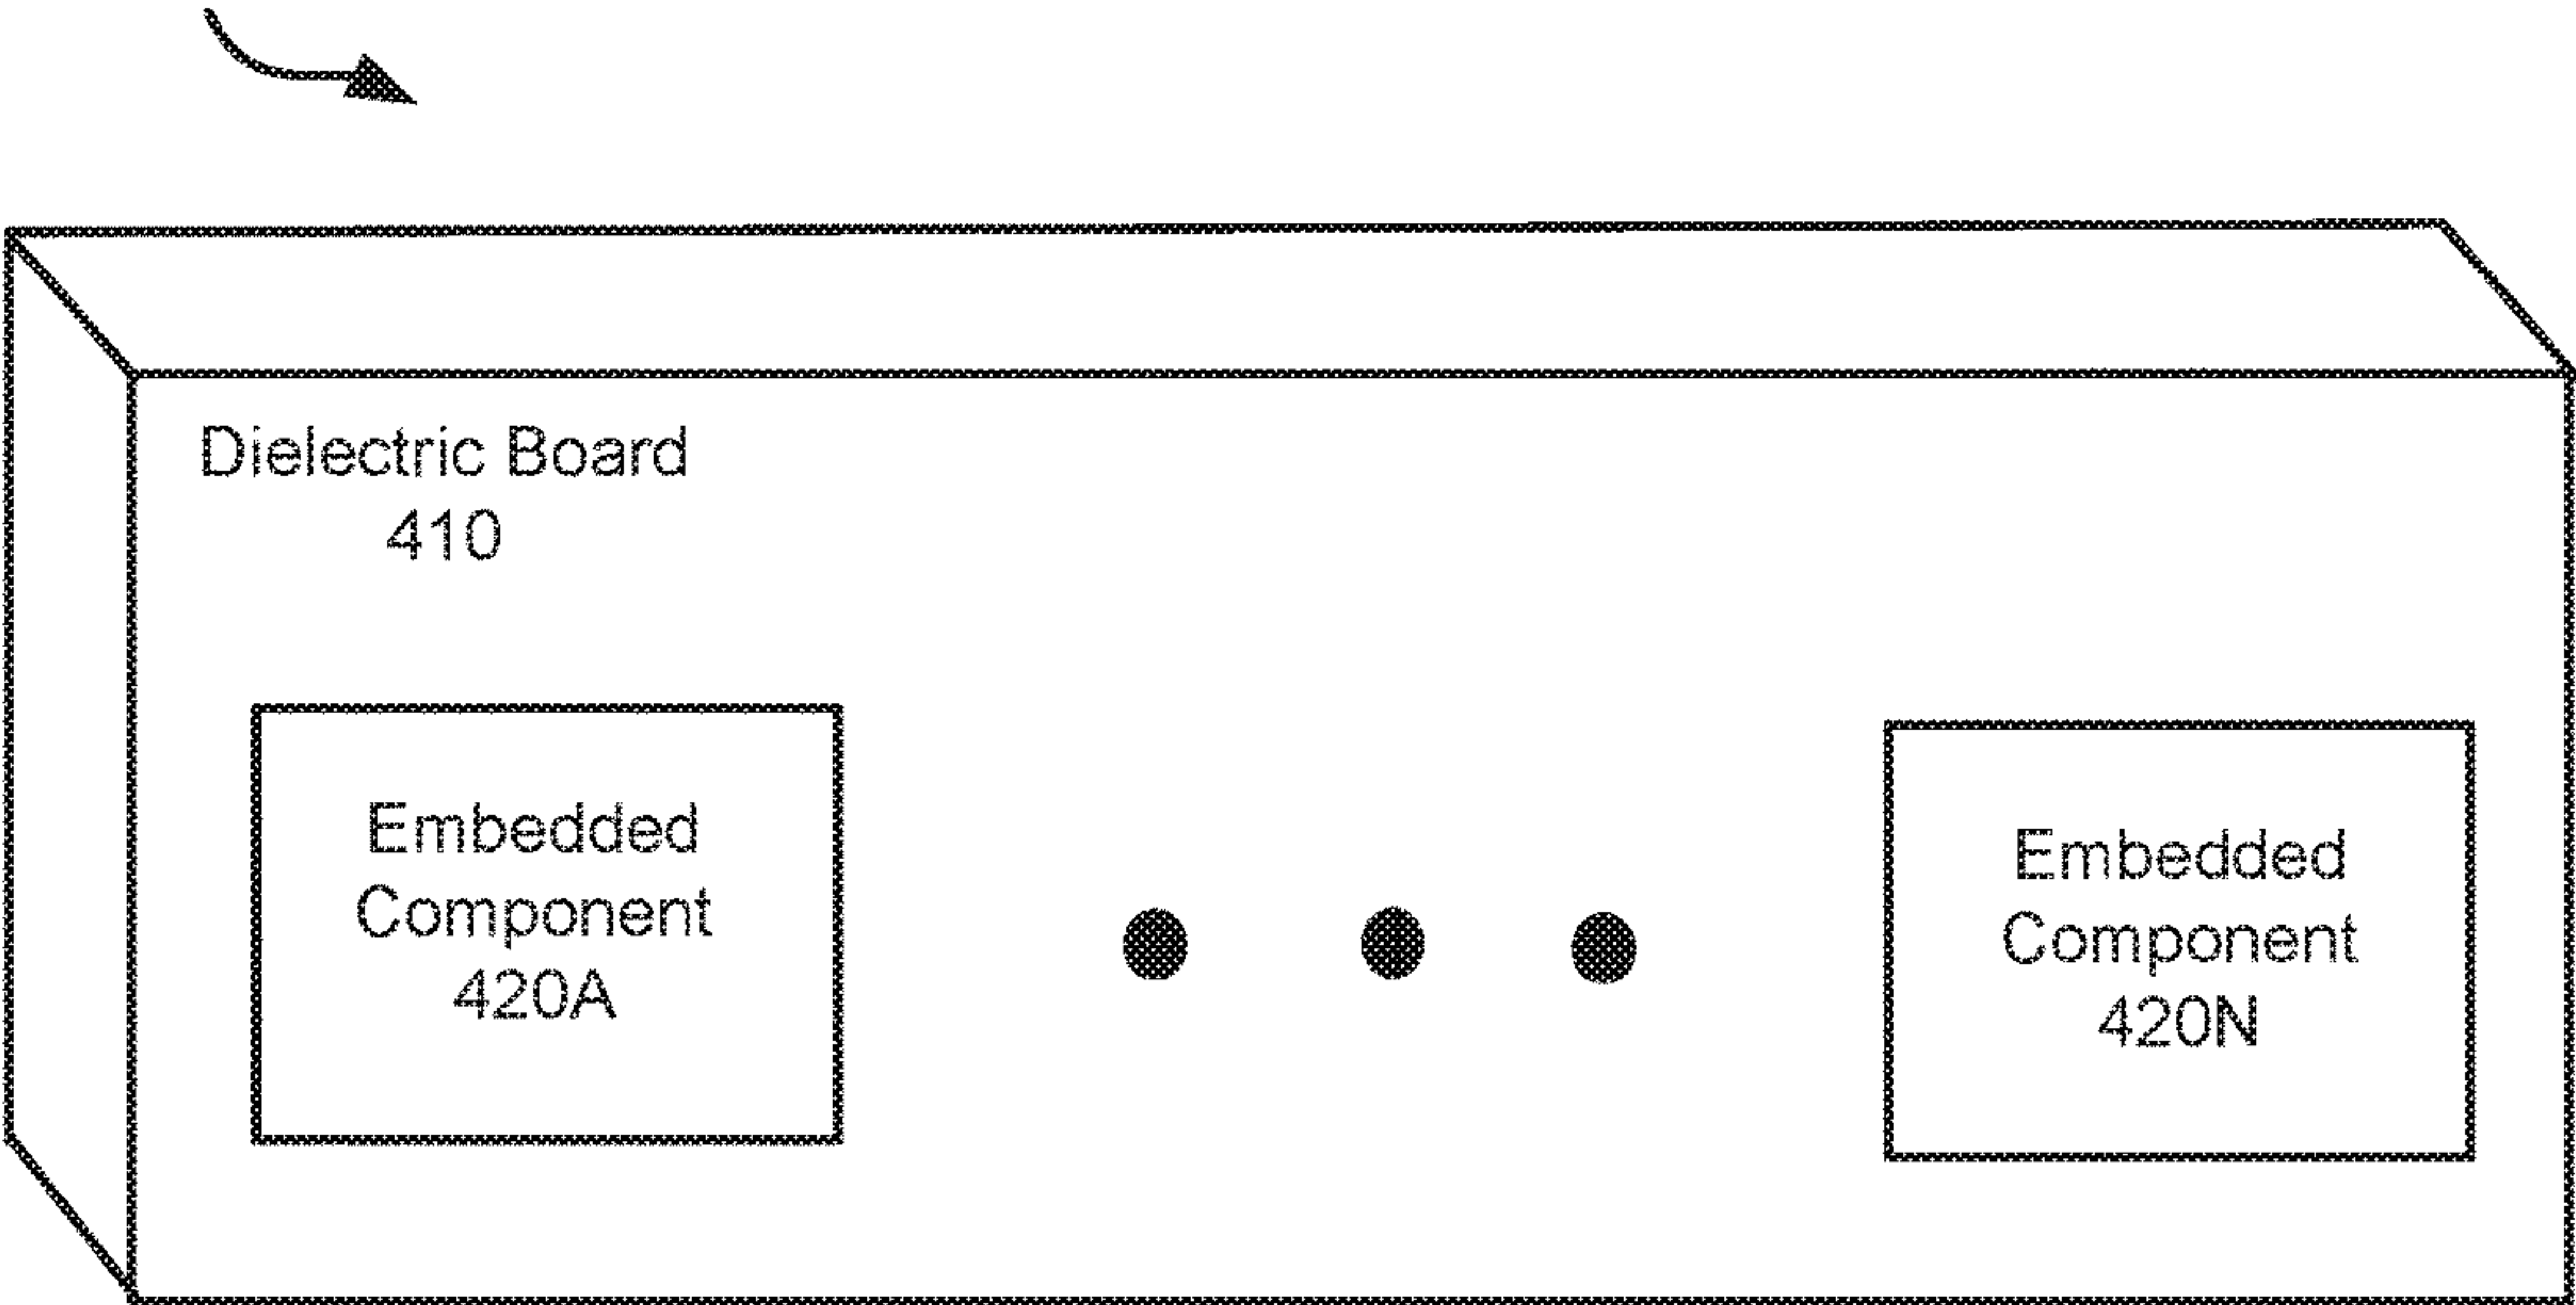 Dielectric Board
410
Embedded
Component
420A
Embedded
Component
420N